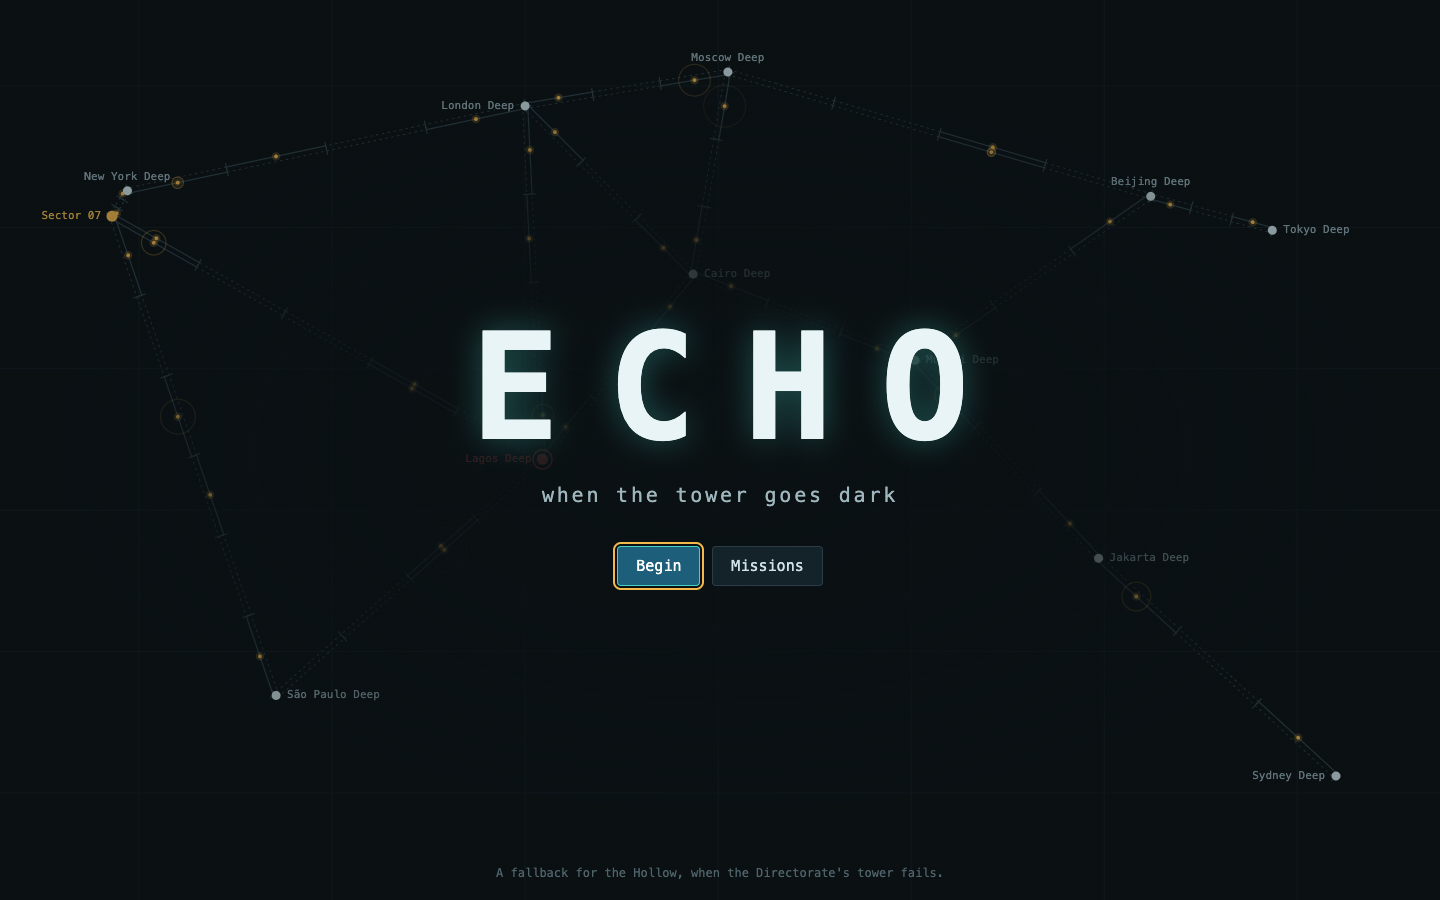 Moscow Deep
London Deep
New York Deep
Beijing Deep
Sector 07
Tokyo Deep
Cairo Deep
Deep
ECHO
Lagos Deep
when the tower goes dark
Begin
Missions
Jakarta Deep
São Paulo Deep
Sydney Deep
A fallback for the Hollow, when the Directorate's tower fails.